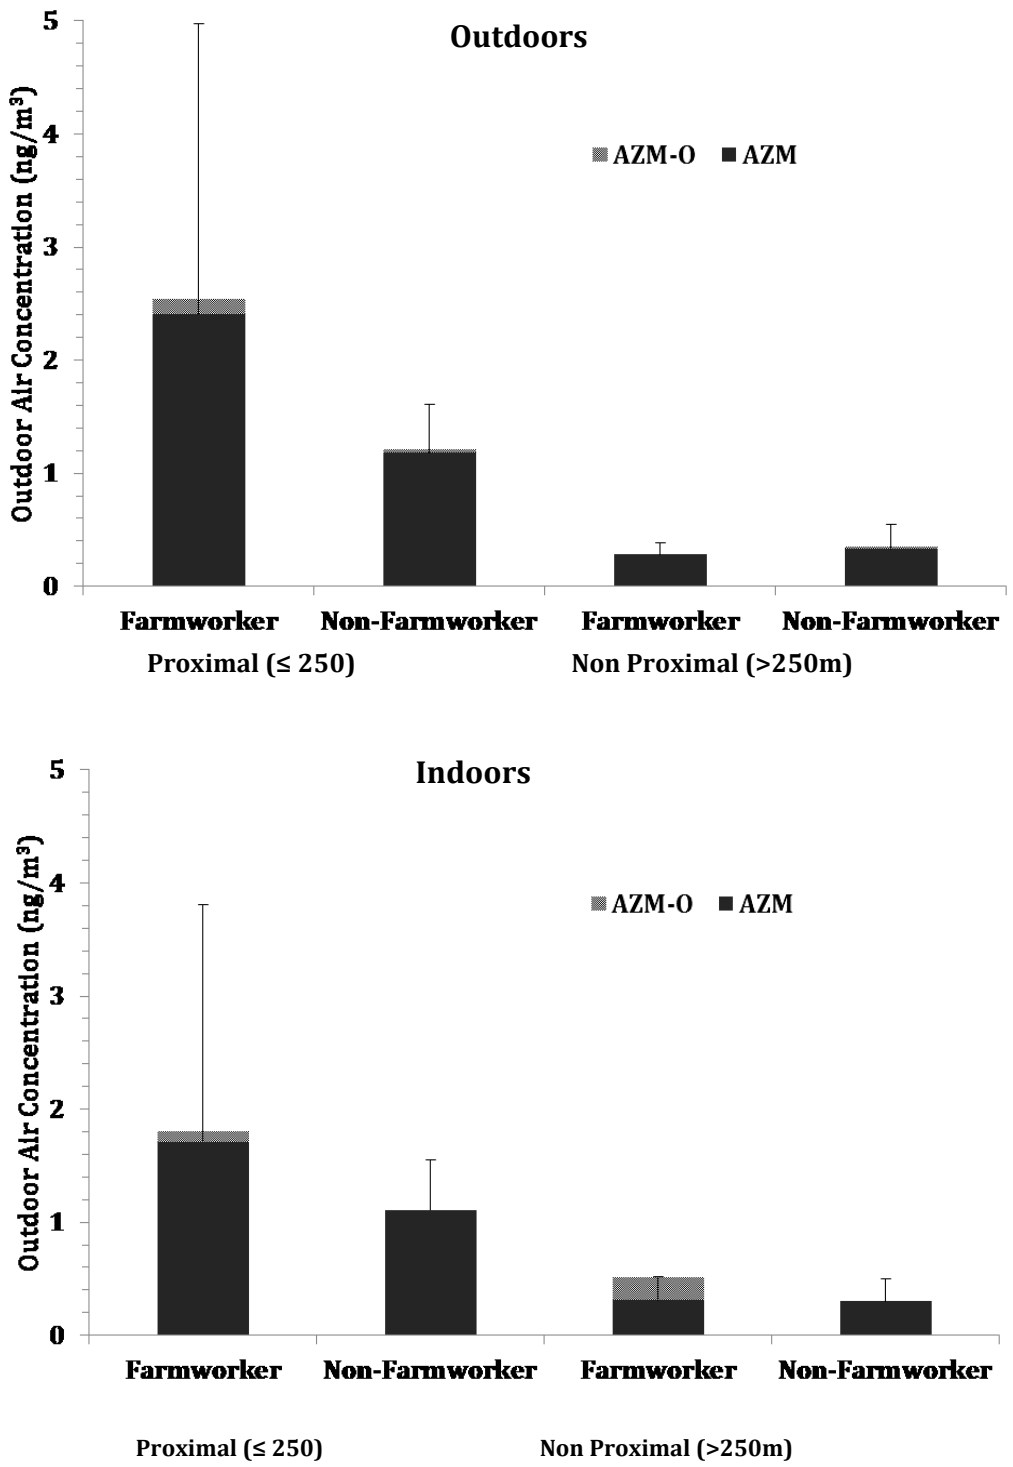 Outdoors
Outdoor Air Concentration (ng/m³)
5
4
3
2
1
0
AZM-O AZM
Farmworker Non-Farmworker Farmworker Non-Farmworker
Proximal (≤ 250) Non Proximal (>250m)
Indoors
Outdoor Air Concentration (ng/m³)
5
4
3
2
1
0
AZM-O AZM
Farmworker Non-Farmworker Farmworker Non-Farmworker
Proximal (≤ 250) Non Proximal (>250m)